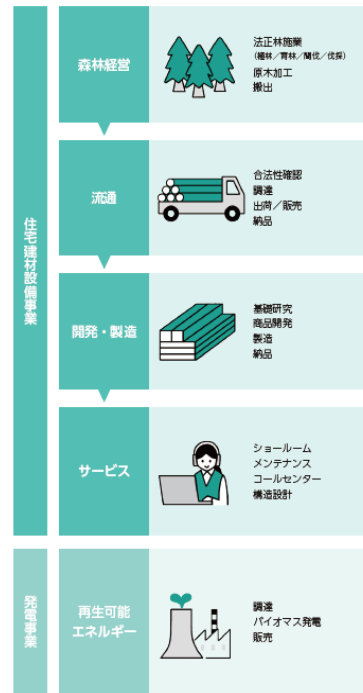 住宅建材設備事業
森林経営
法正林施業
(植林／育林／間伐／伐採)
原木加工
搬出
流通
合法性確認
調達
出荷／販売
納品
開発・製造
基礎研究
商品開発
製造
納品
サービス
ショールーム
メンテナンス
コールセンター
構造設計
発電事業
再生可能
エネルギー
調達
バイオマス発電
販売